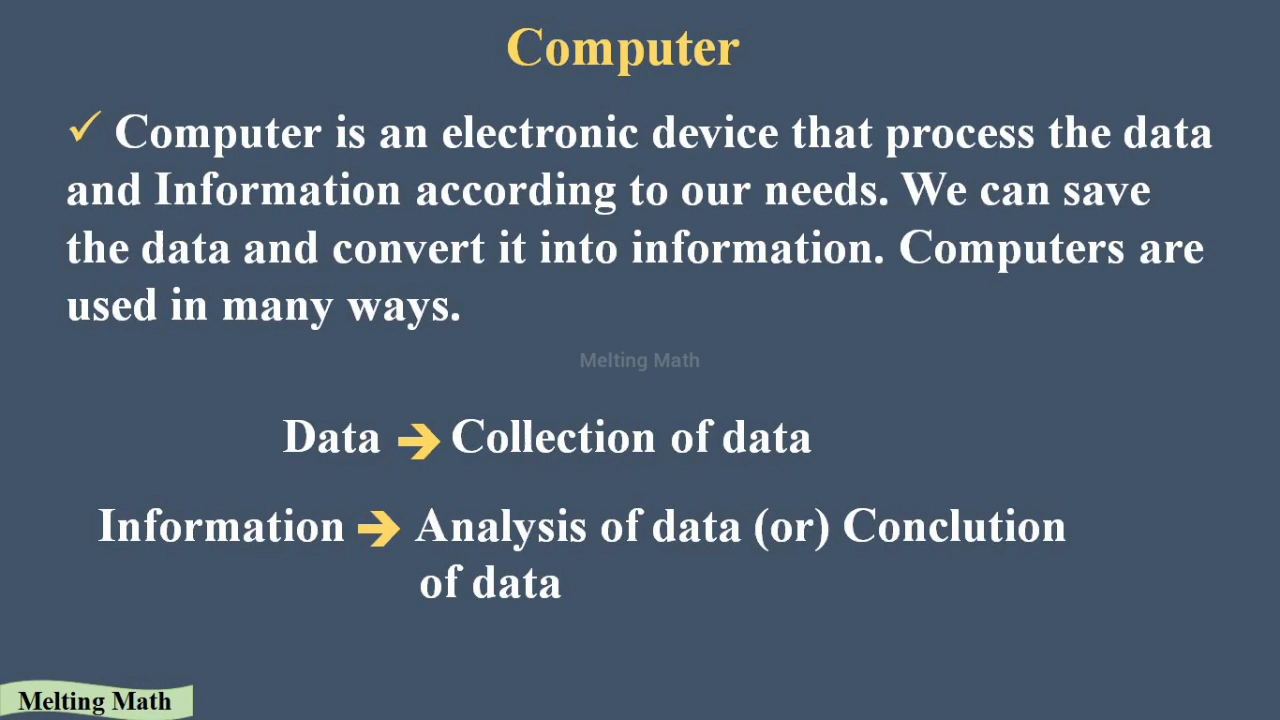 Computer
✓ Computer is an electronic device that process the data
and Information according to our needs. We can save
the data and convert it into information. Computers are
used in many ways.
Melting Math
Data ➔ Collection of data
Information ➔ Analysis of data (or) Conclution
of data
Melting Math